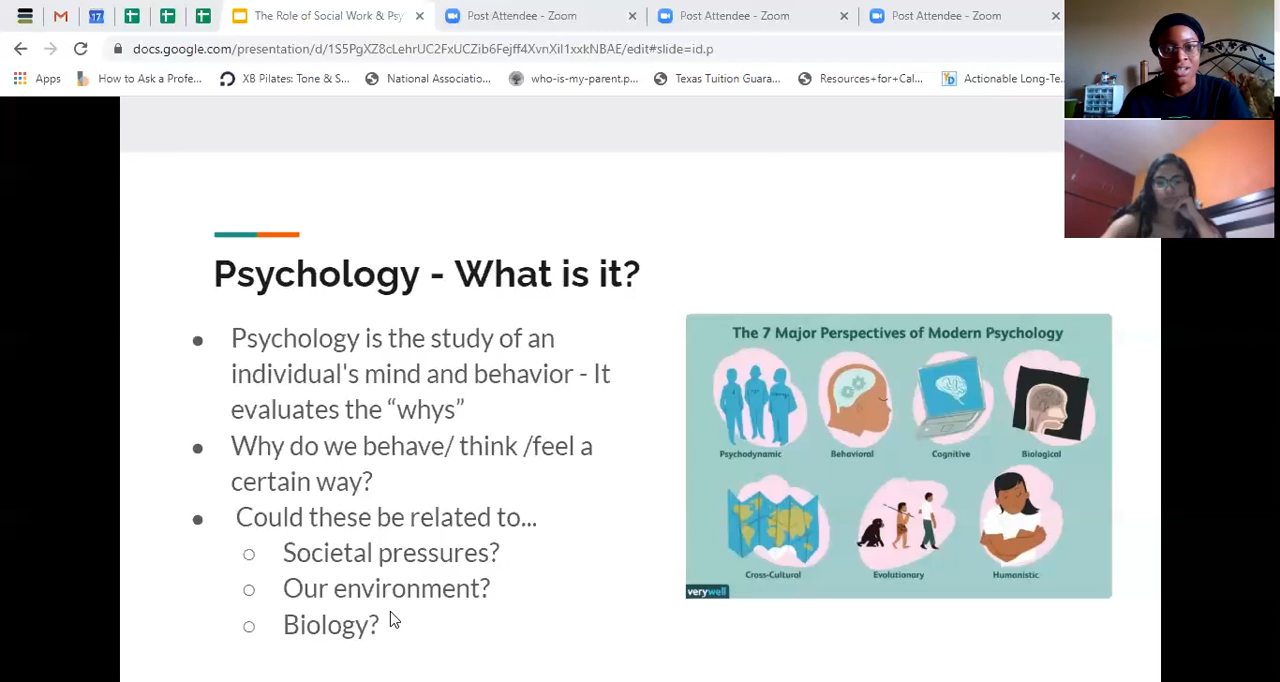 The Role of Social Work & Psy
Post Attendee - Zoom
Post Attendee - Zoom
Post Attendee - Zoom
docs.google.com/presentation/d/1S5PgXZ8cLehrUC2FxUCZib6Fejff4XvnXiI1xxkNBAE/edit#slide=id.p
Apps
How to Ask a Profe...
XB Pilates: Tone & S...
National Associatio...
who-is-my-parent.p...
Texas Tuition Guara...
Resources+for+Cal...
Actionable Long-Te...
Psychology - What is it?
Psychology is the study of an
individual's mind and behavior - It
evaluates the “whys”
Why do we behave/ think /feel a
certain way?
Could these be related to...
Societal pressures?
Our environment?
Biology?
The 7 Major Perspectives of Modern Psychology
Psychodynamic
Behavioral
Cognitive
Biological
Cross-Cultural
Evolutionary
Humanistic
verywell